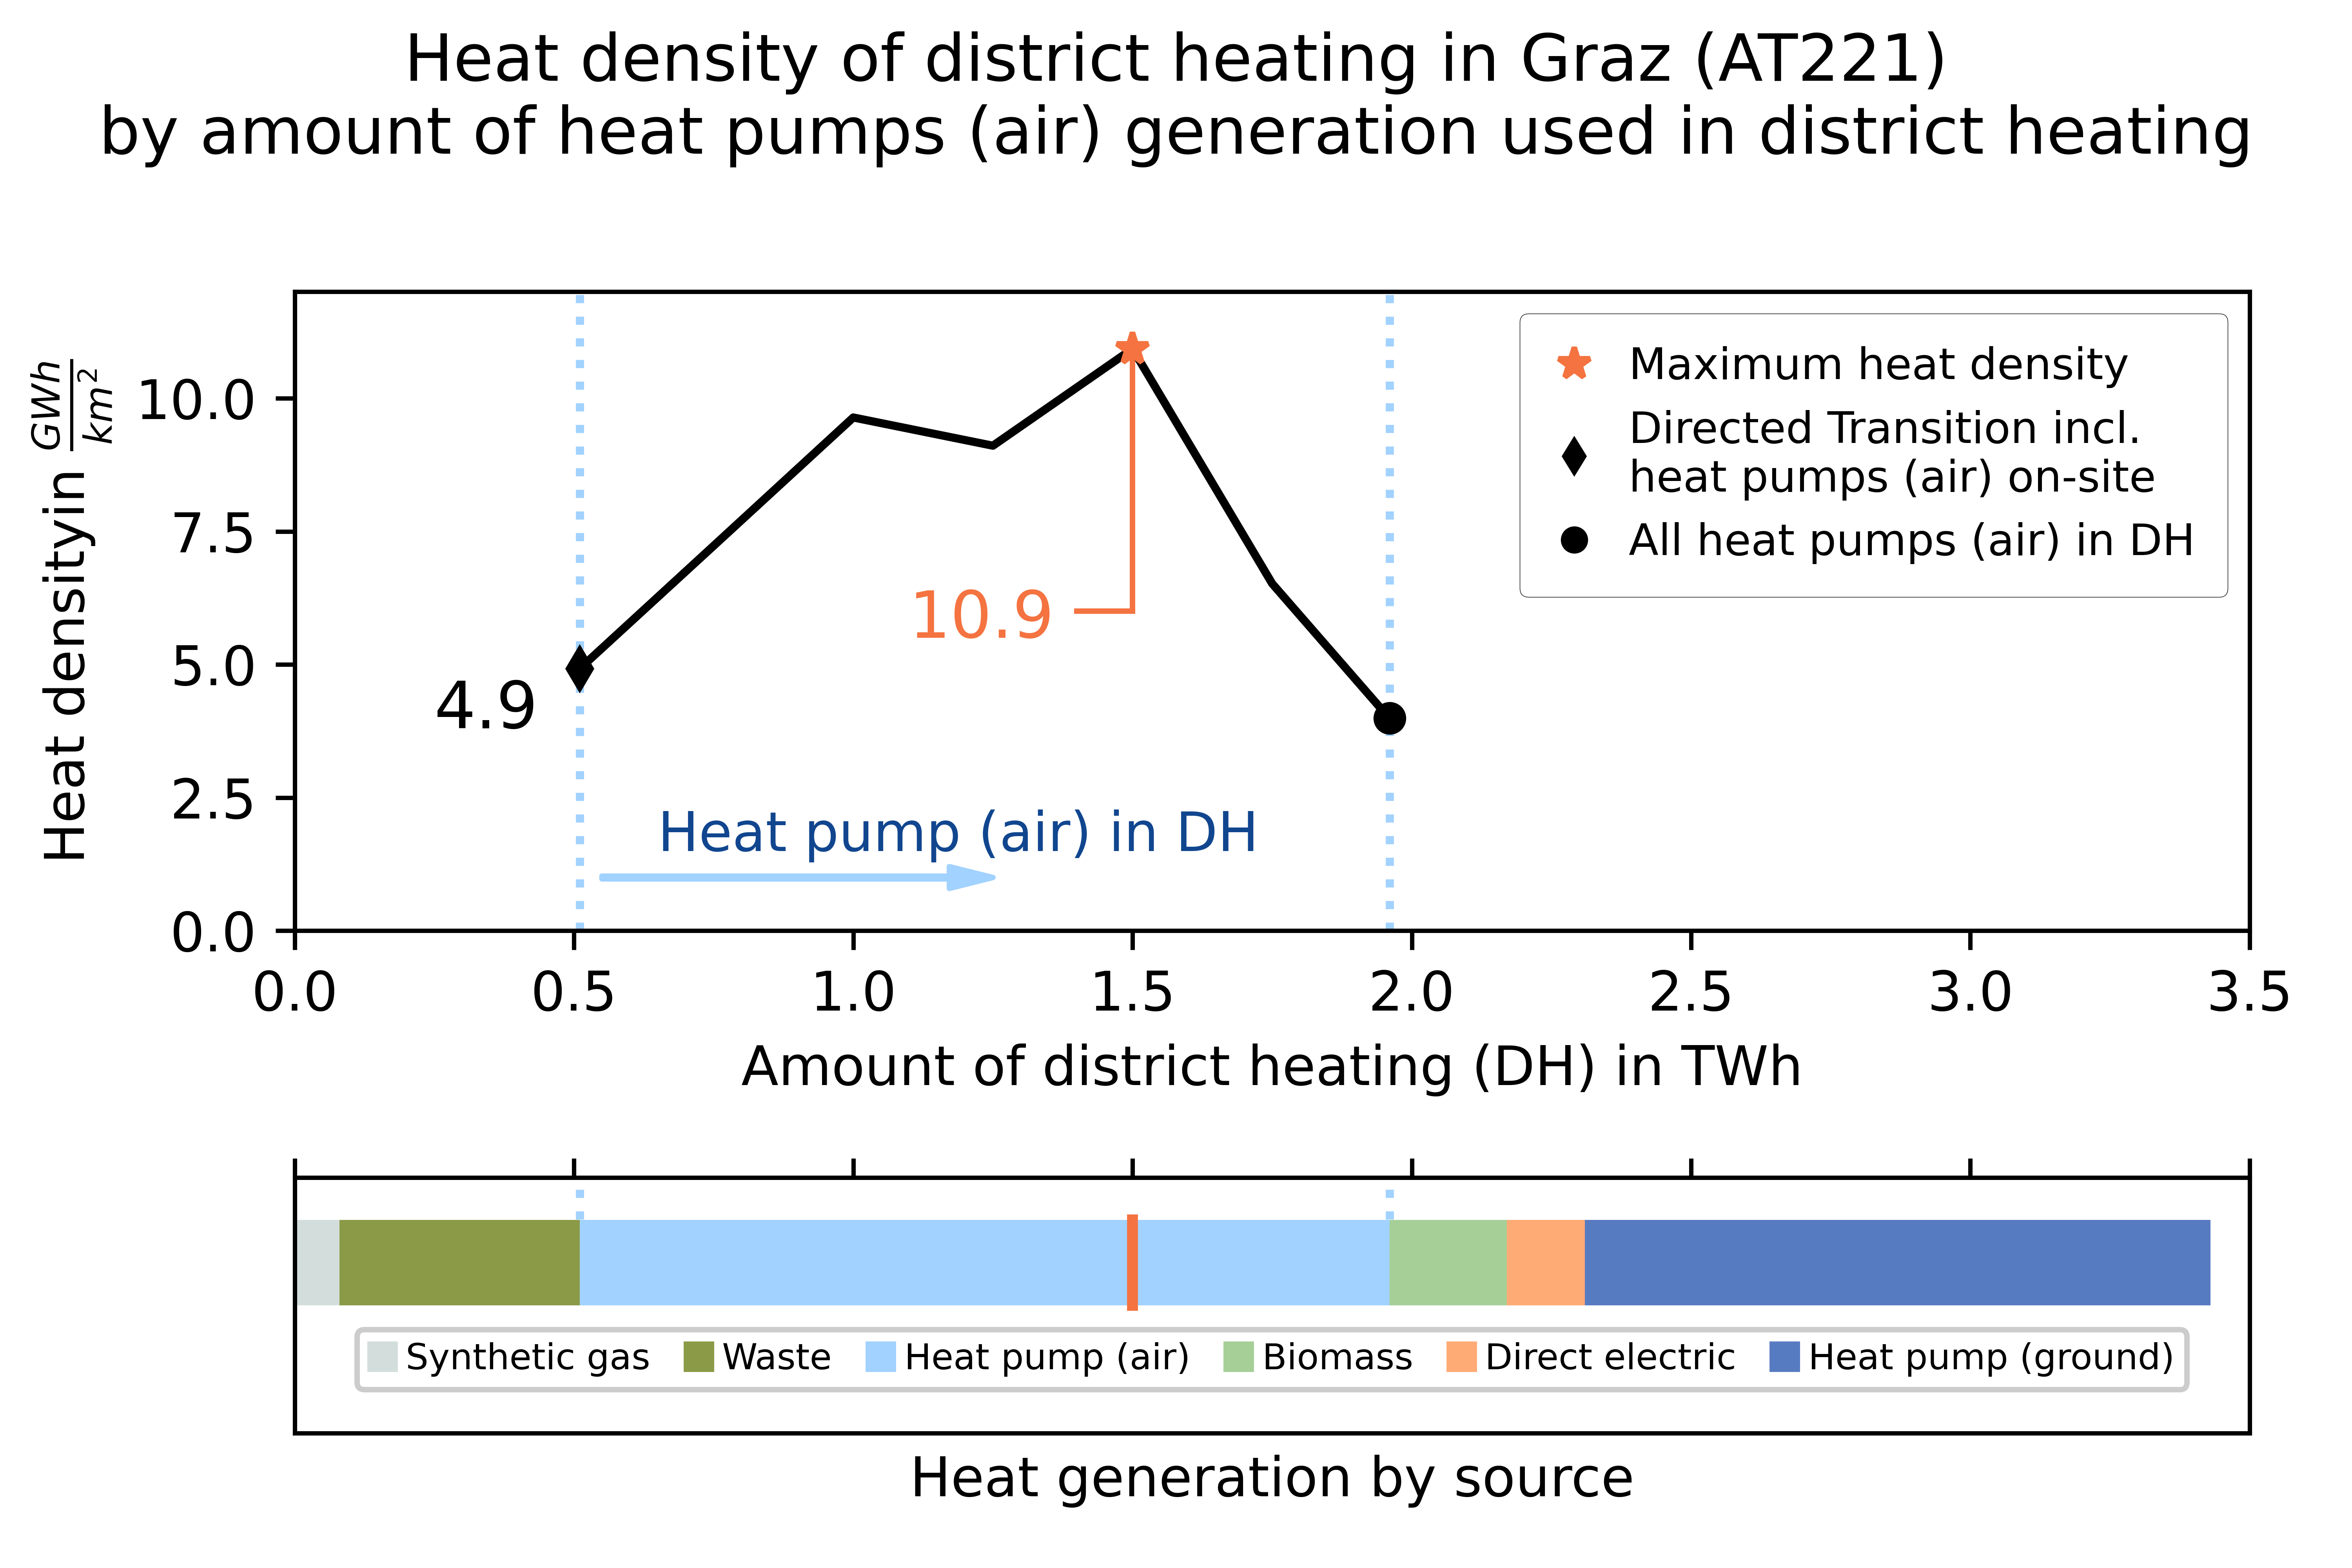 Heat density of district heating in Graz (AT221)
by amount of heat pumps (air) generation used in district heating
Heat densityin GWh/km²
10.0
7.5
5.0
2.5
0.0
Maximum heat density
Directed Transition incl.
heat pumps (air) on-site
All heat pumps (air) in DH
10.9
4.9
Heat pump (air) in DH
0.0 0.5 1.0 1.5 2.0 2.5 3.0 3.5
Amount of district heating (DH) in TWh
Synthetic gas Waste Heat pump (air) Biomass Direct electric Heat pump (ground)
Heat generation by source